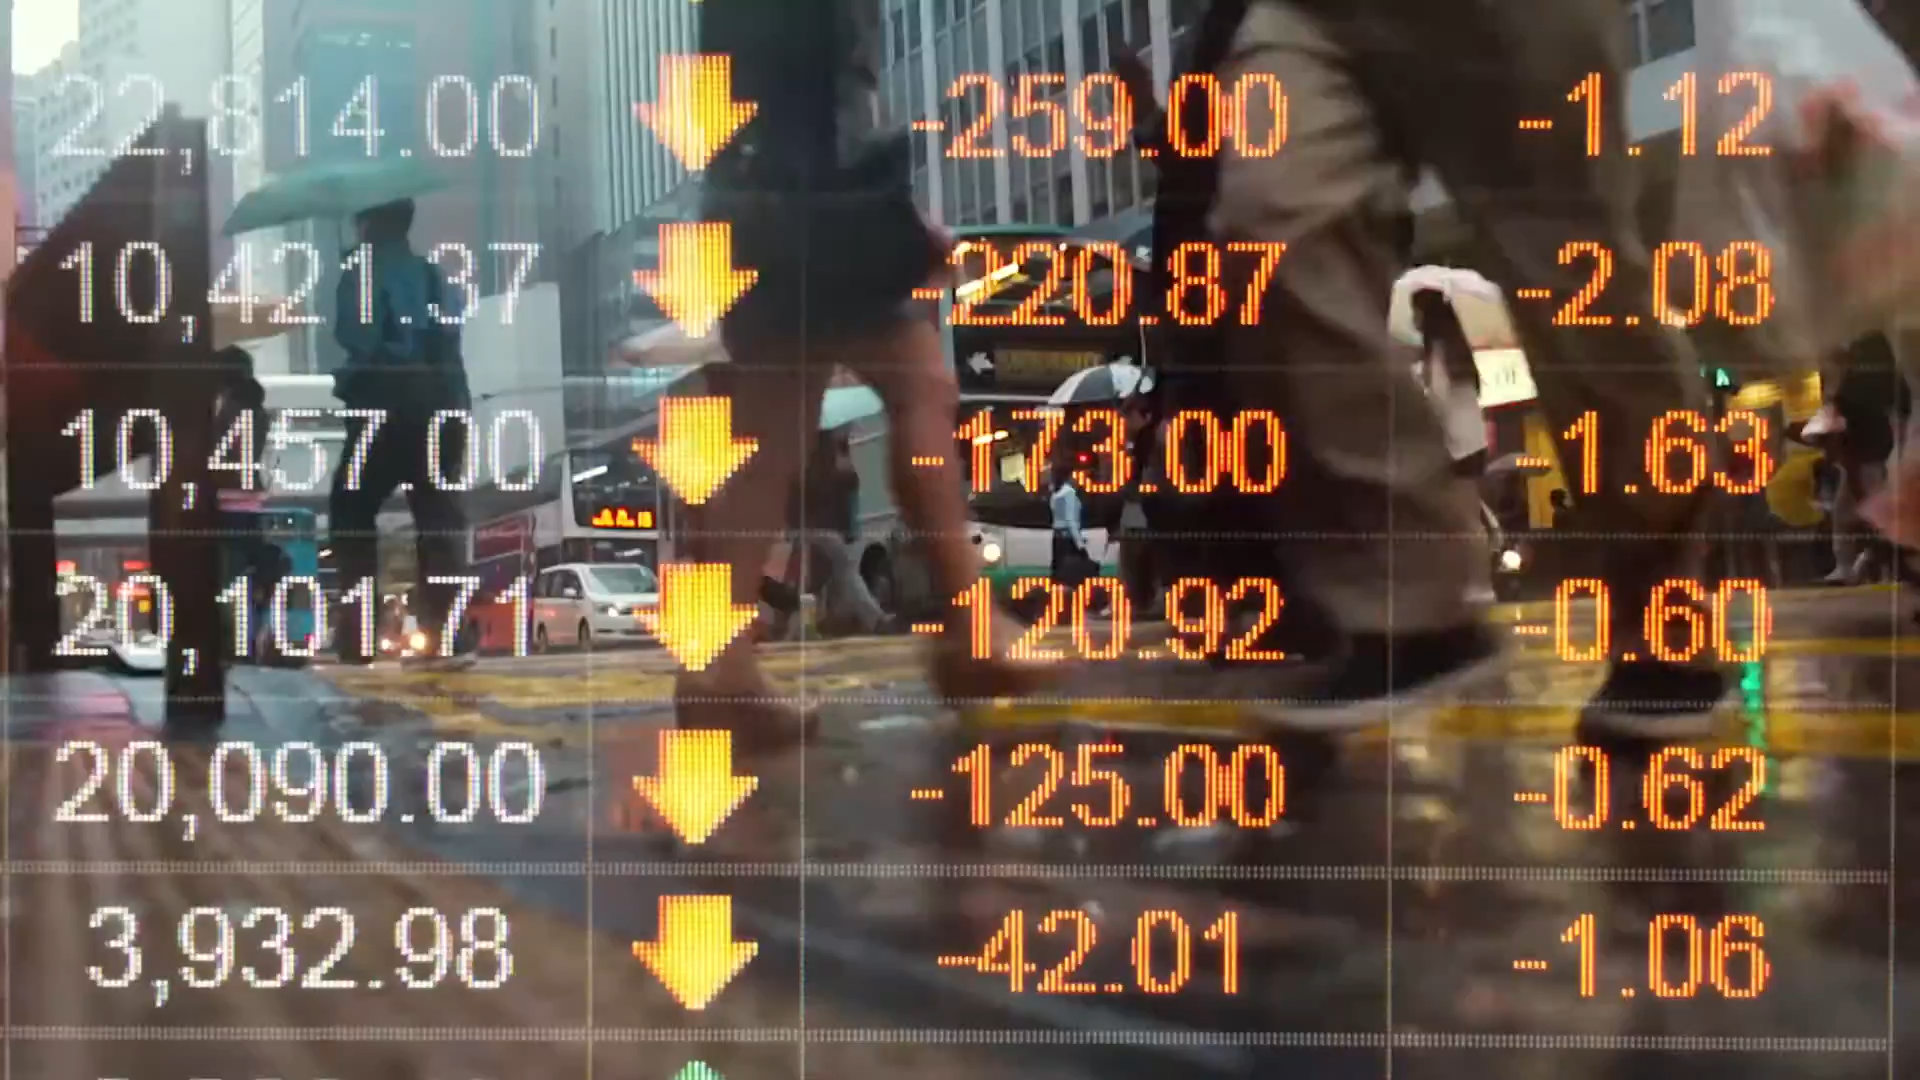 22,814.00 -259.00 -1.12
10,421.37 -220.87 -2.08
10,457.00 -173.00 -1.63
20,101.71 -120.92 -0.60
20,090.00 -125.00 -0.62
3,932.98 -42.01 -1.06